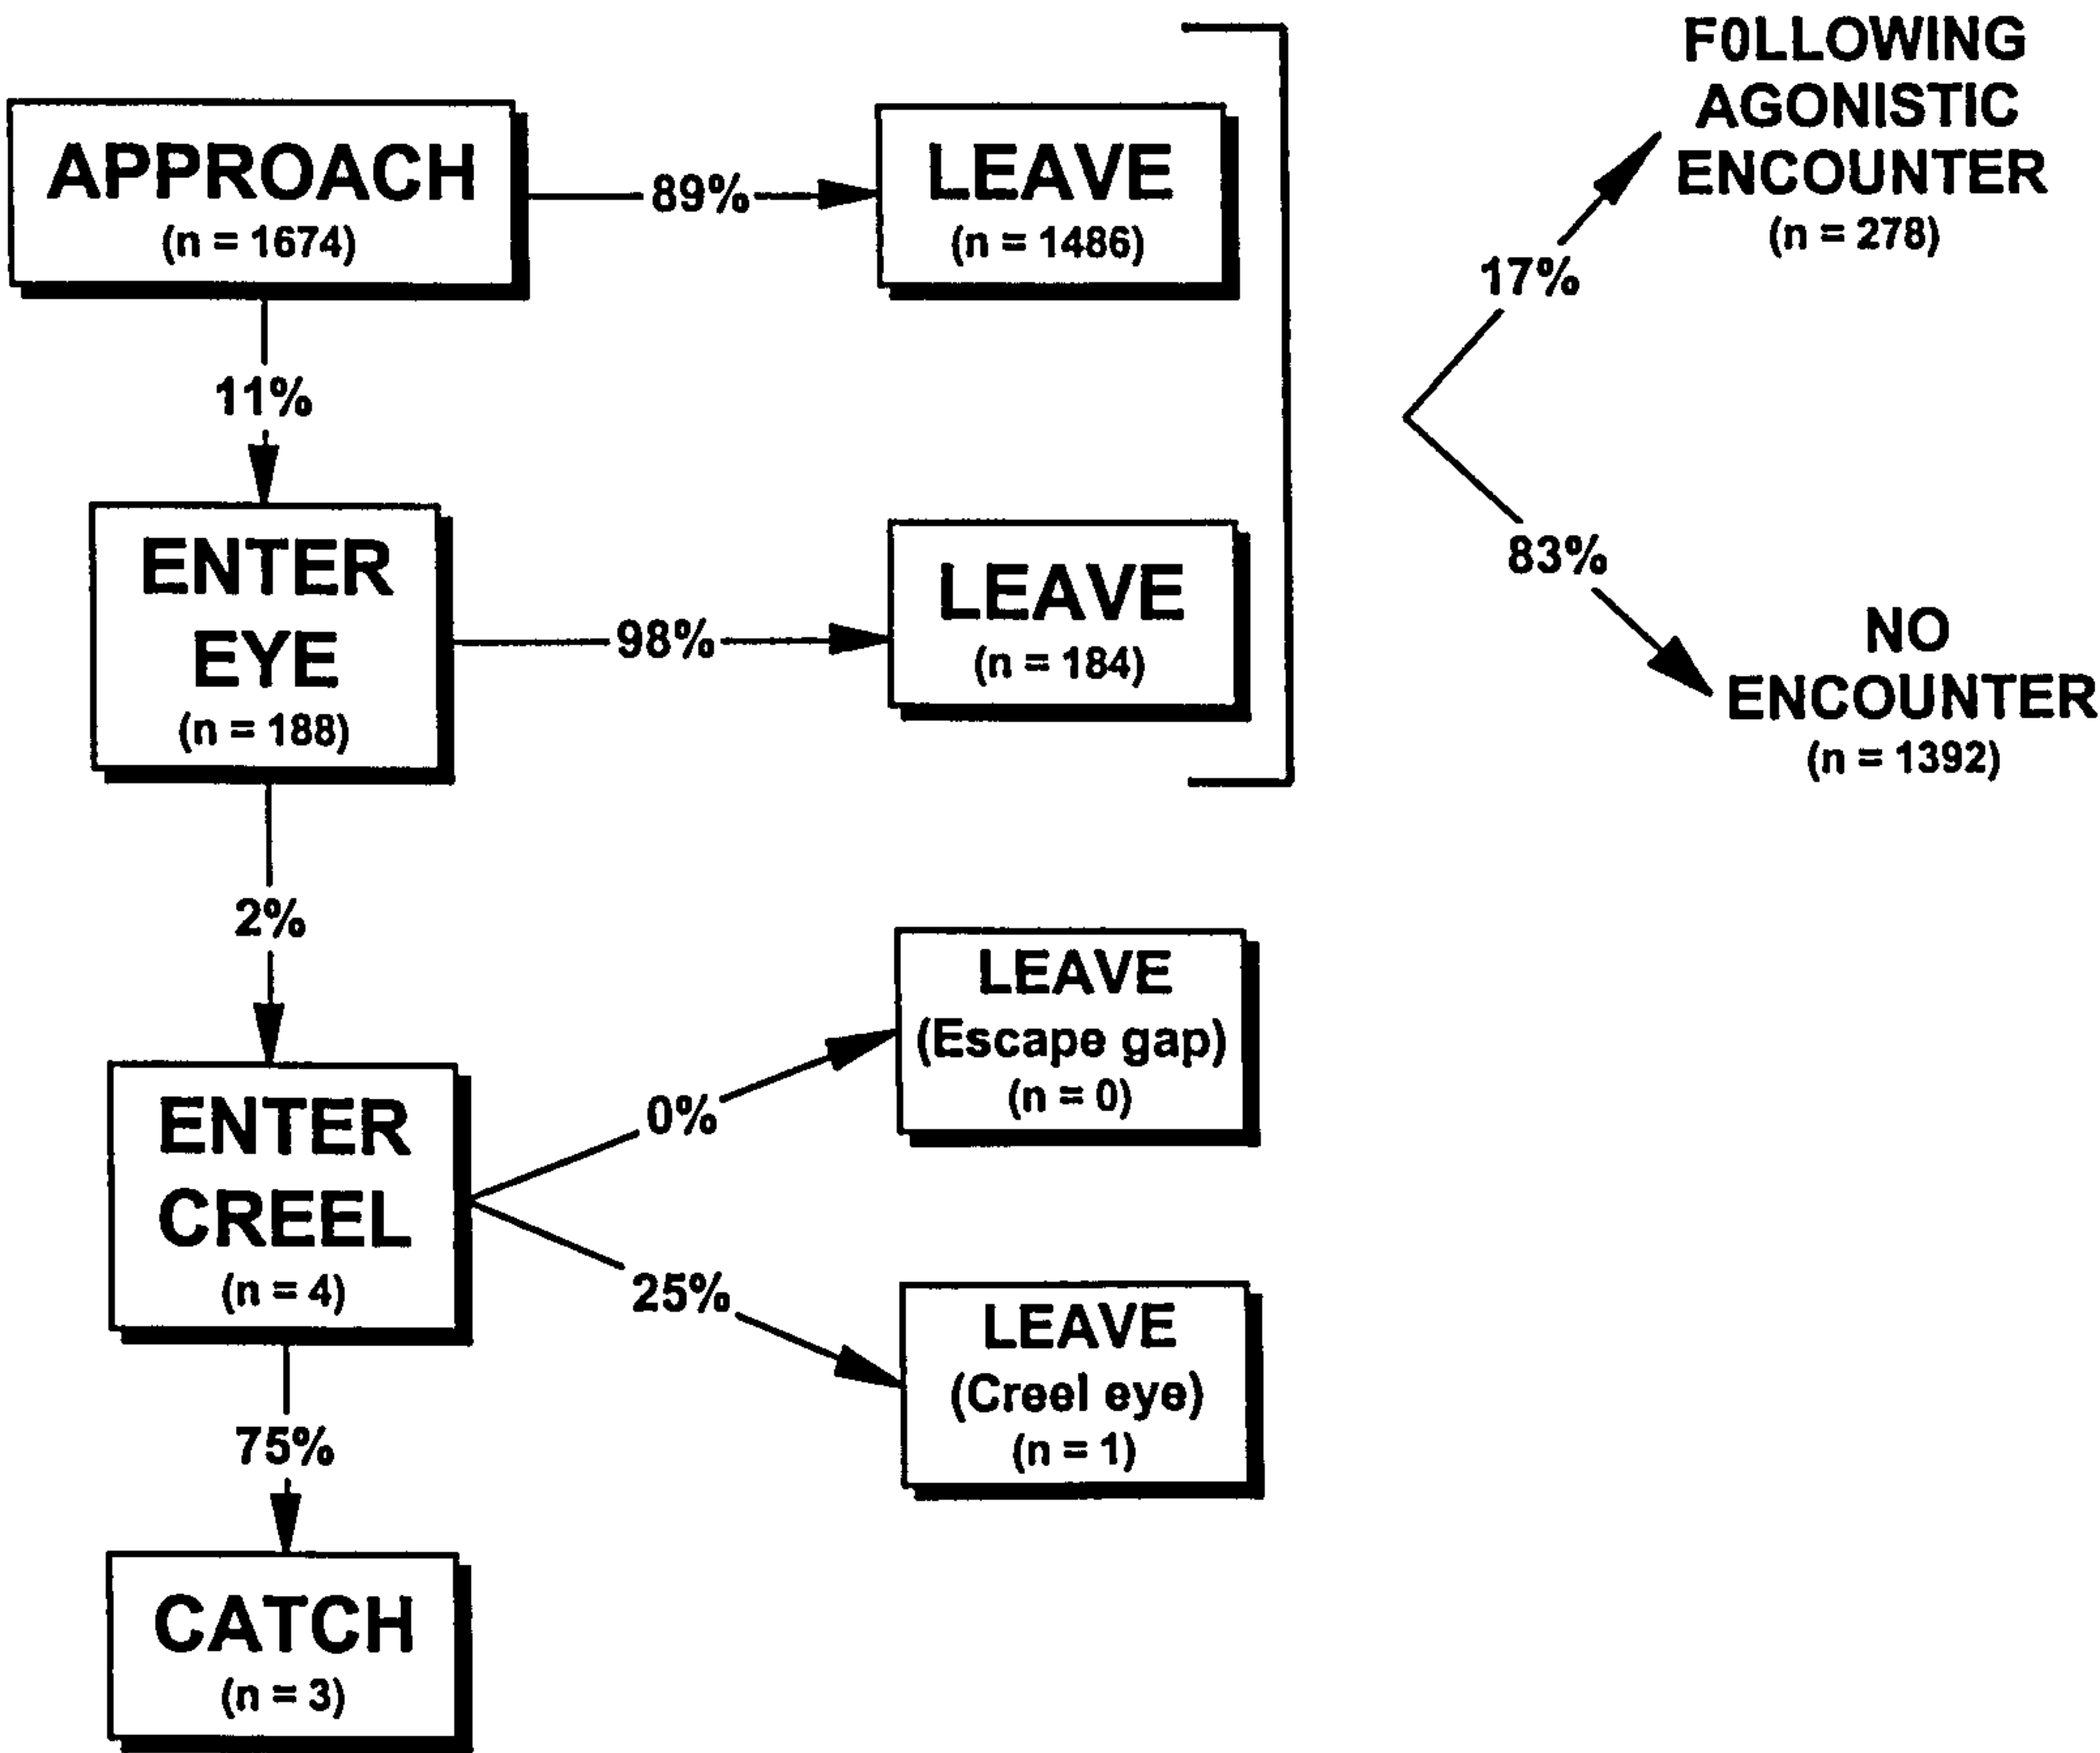 APPROACH
(n = 1674)
89%
LEAVE
(n = 1486)
FOLLOWING
AGONISTIC
ENCOUNTER
(n = 278)
17%
11%
ENTER
EYE
(n = 188)
98%
LEAVE
(n = 184)
83%
NO
ENCOUNTER
(n = 1392)
2%
ENTER
CREEL
(n = 4)
0%
LEAVE
(Escape gap)
(n = 0)
25%
LEAVE
(Creel eye)
(n = 1)
75%
CATCH
(n = 3)